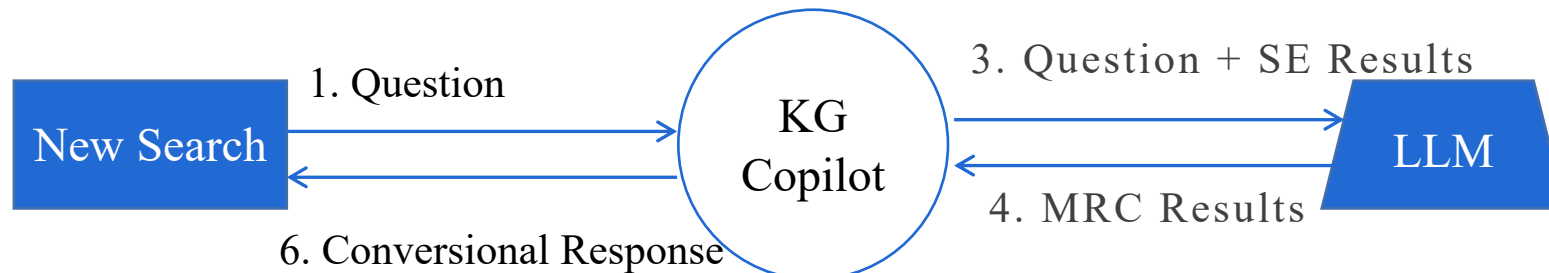 3. Question + SE Results
1. Question
New Search
KG
Copilot
LLM
4. MRC Results
6. Conversional Response